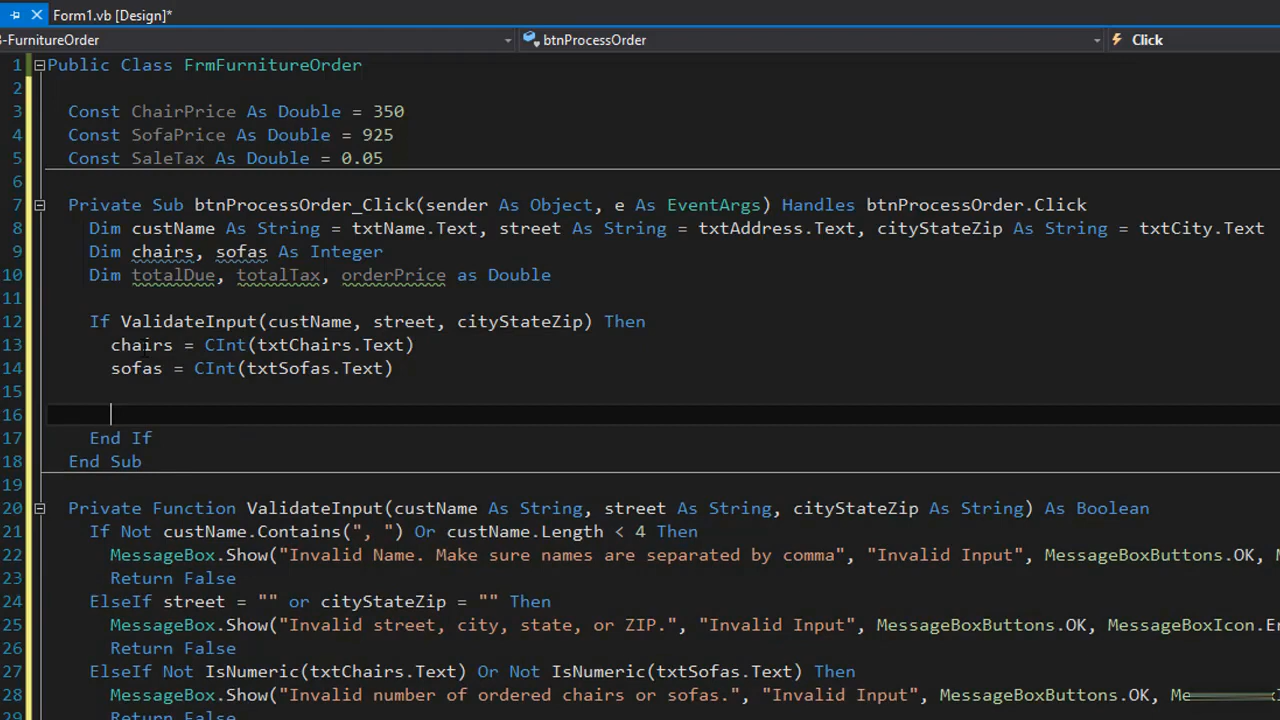 Form1.vb [Design]*
-FurnitureOrder btnProcessOrder Click
1 Public Class FrmFurnitureOrder
2
3 Const ChairPrice As Double = 350
4 Const SofaPrice As Double = 925
5 Const SaleTax As Double = 0.05
6
7 Private Sub btnProcessOrder_Click(sender As Object, e As EventArgs) Handles btnProcessOrder.Click
8 Dim custName As String = txtName.Text, street As String = txtAddress.Text, cityStateZip As String = txtCity.Text
9 Dim chairs, sofas As Integer
10 Dim totalDue, totalTax, orderPrice as Double
11
12 If ValidateInput(custName, street, cityStateZip) Then
13 chairs = CInt(txtChairs.Text)
14 sofas = CInt(txtSofas.Text)
15
16
17 End If
18 End Sub
19
20 Private Function ValidateInput(custName As String, street As String, cityStateZip As String) As Boolean
21 If Not custName.Contains(", ") Or custName.Length < 4 Then
22 MessageBox.Show("Invalid Name. Make sure names are separated by comma", "Invalid Input", MessageBoxButtons.OK,
23 Return False
24 ElseIf street = "" or cityStateZip = "" Then
25 MessageBox.Show("Invalid street, city, state, or ZIP.", "Invalid Input", MessageBoxButtons.OK, MessageBoxIcon.Er
26 Return False
27 ElseIf Not IsNumeric(txtChairs.Text) Or Not IsNumeric(txtSofas.Text) Then
28 MessageBox.Show("Invalid number of ordered chairs or sofas.", "Invalid Input", MessageBoxButtons.OK,
29 Return False